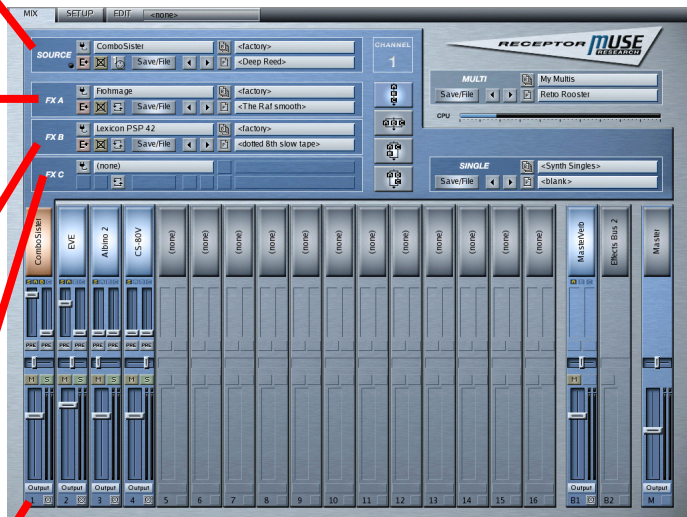 MIX SETUP EDIT <none>
SOURCE ComboSister <factory>
Save/File <Deep Reed>
CHANNEL
1
RECEPTOR MUSE
RESEARCH
FX A Fiohmage <factory>
Save/File <The Raf smooth>
FX B Lexicon PSP 42 <factory>
Save/File <dotted 8th slow tape>
FX C (none)
MULTI My Multis
Save/File Retro Rooster
CPU
SINGLE <Synth Singles>
Save/File <blank>
ComboSister EVE Albino 2 CS-80V (none) (none) (none) (none) (none) (none) (none) (none) (none) (none) (none) (none) MasterVerb Effects Bus 2 Master
PRE PRE PRE PRE PRE PRE PRE PRE
M S M S M S M S M
Output Output Output Output Output Output
1 2 3 4 5 6 7 8 9 10 11 12 13 14 15 16 B1 B2 M